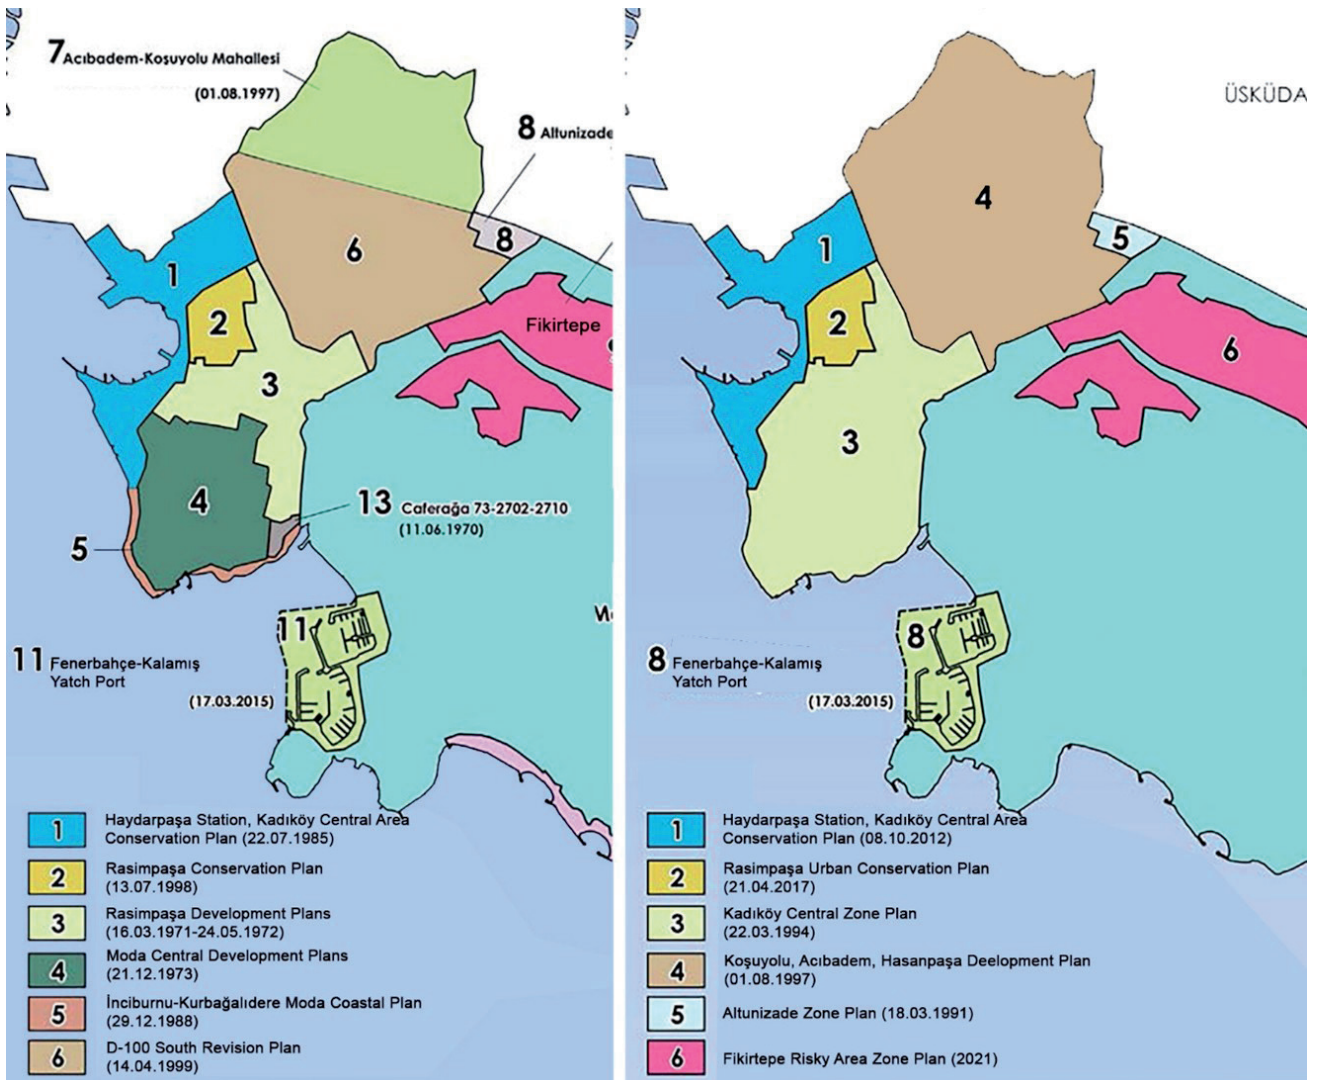 7 Acıbadem-Koşuyolu Mahallesi
(01.08.1997)
8 Altunizade
1
6
8
2
Fikirtepe
3
4
13 Caferağa 73-2702-2710
(11.06.1970)
5
11
11 Fenerbahçe-Kalamış
Yatch Port
(17.03.2015)
1 Haydarpaşa Station, Kadıköy Central Area
Conservation Plan (22.07.1985)
2 Rasimpaşa Conservation Plan
(13.07.1998)
3 Rasimpaşa Development Plans
(16.03.1971-24.05.1972)
4 Moda Central Development Plans
(21.12.1973)
5 İnciburnu-Kurbağalıdere Moda Coastal Plan
(29.12.1988)
6 D-100 South Revision Plan
(14.04.1999)
ÜSKÜDA
4
1
5
2
6
3
8
8 Fenerbahçe-Kalamış
Yatch Port
(17.03.2015)
1 Haydarpaşa Station, Kadıköy Central Area
Conservation Plan (08.10.2012)
2 Rasimpaşa Urban Conservation Plan
(21.04.2017)
3 Kadıköy Central Zone Plan
(22.03.1994)
4 Koşuyolu, Acıbadem, Hasanpaşa Deelopment Plan
(01.08.1997)
5 Altunizade Zone Plan (18.03.1991)
6 Fikirtepe Risky Area Zone Plan (2021)